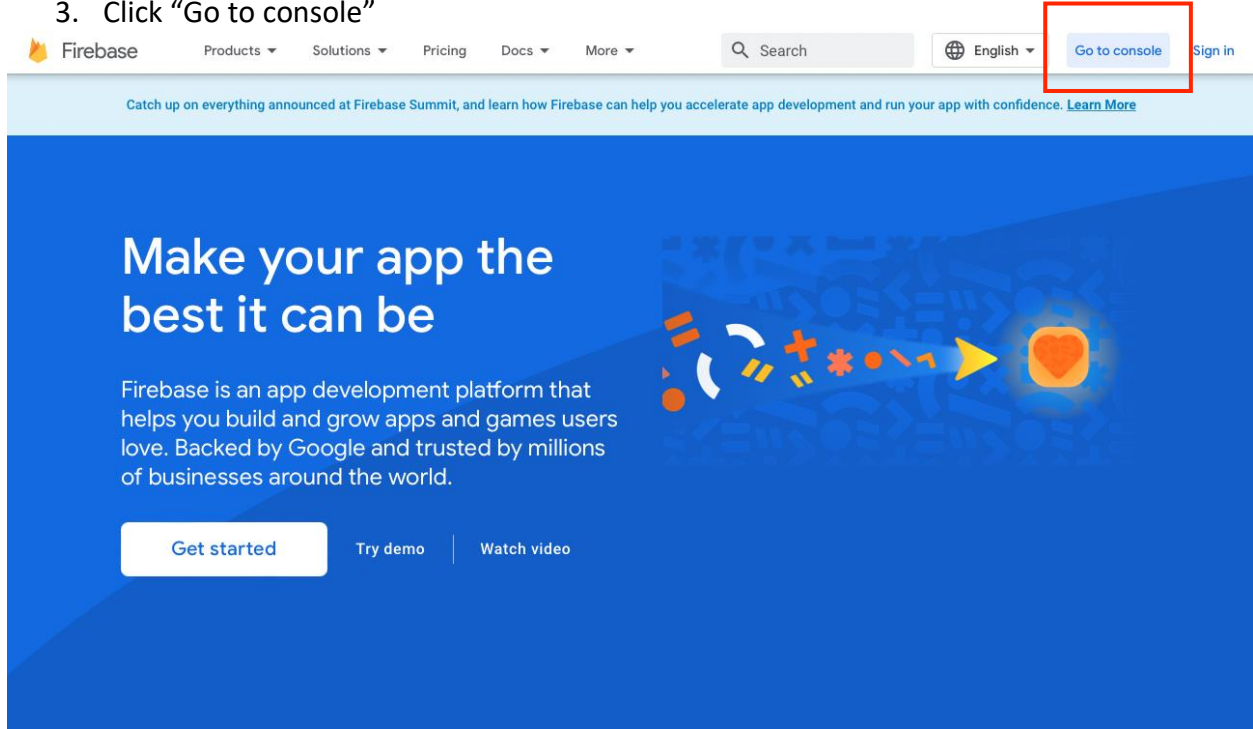 3. Click “Go to console”
Firebase Products Solutions Pricing Docs More Search English Go to console Sign in
Catch up on everything announced at Firebase Summit, and learn how Firebase can help you accelerate app development and run your app with confidence. Learn More
Make your app the
best it can be
Firebase is an app development platform that
helps you build and grow apps and games users
love. Backed by Google and trusted by millions
of businesses around the world.
Get started Try demo Watch video